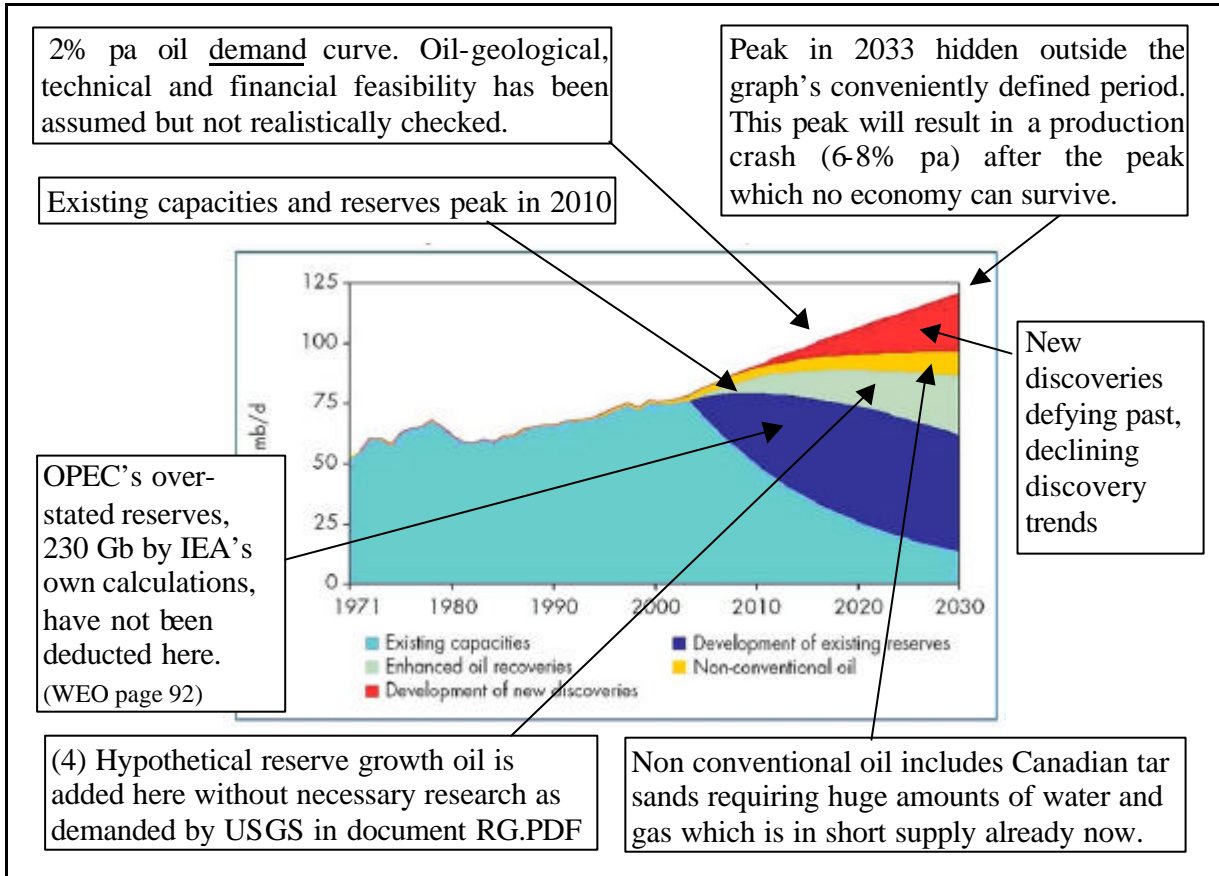 2% pa oil demand curve. Oil-geological,
technical and financial feasibility has been
assumed but not realistically checked.
Peak in 2033 hidden outside the
graph's conveniently defined period.
This peak will result in a production
crash (6-8% pa) after the peak
which no economy can survive.
Existing capacities and reserves peak in 2010
125
100
75
50
25
0
mb/d
1971
1980
1990
2000
2010
2020
2030
Existing capacities
Development of existing reserves
Enhanced oil recoveries
Non-conventional oil
Development of new discoveries
New
discoveries
defying past,
declining
discovery
trends
OPEC's over-
stated reserves,
230 Gb by IEA's
own calculations,
have not been
deducted here.
(WEO page 92)
(4) Hypothetical reserve growth oil is
added here without necessary research as
demanded by USGS in document RG.PDF
Non conventional oil includes Canadian tar
sands requiring huge amounts of water and
gas which is in short supply already now.